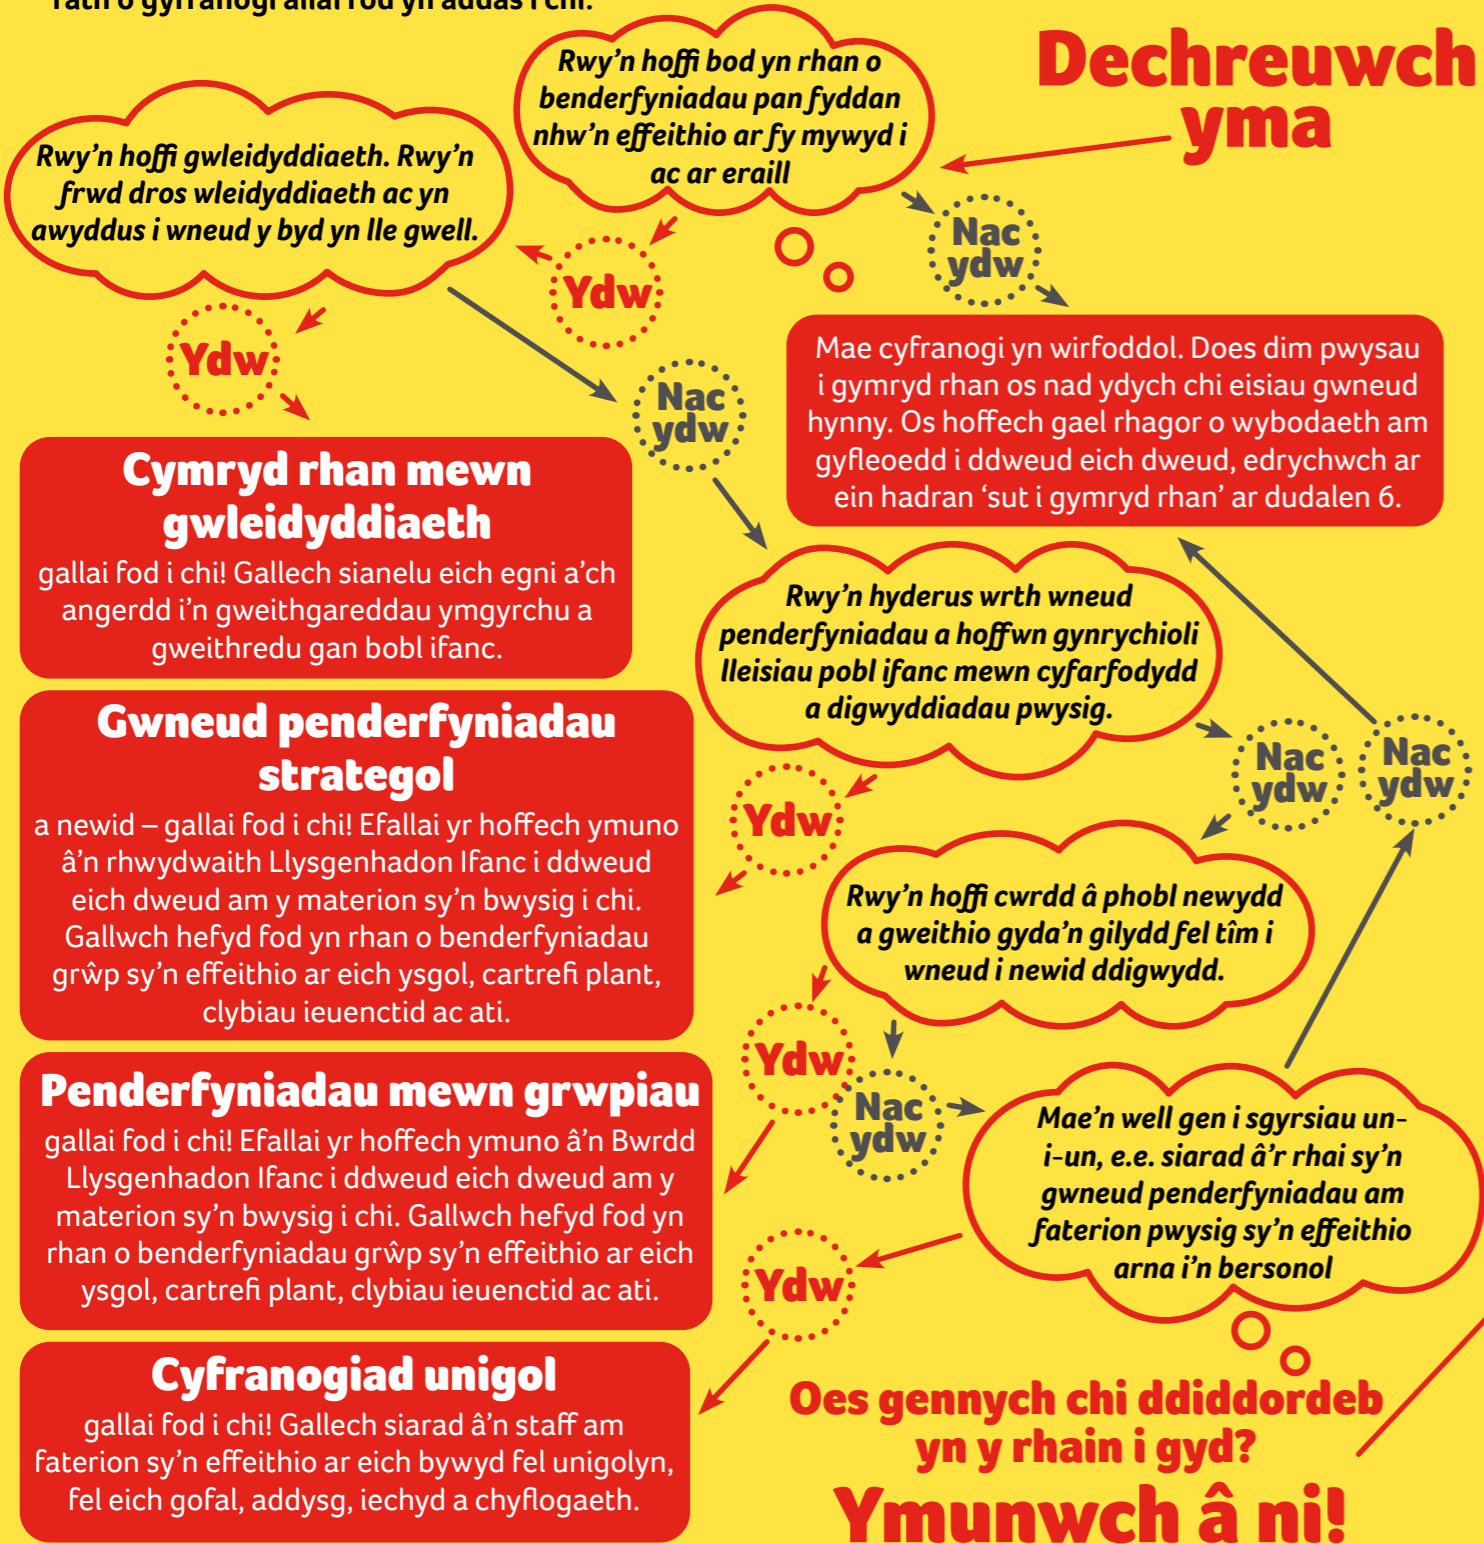 fath o gyfranogi allai fod yn addas i chi.
Dechreuwch
yma
Rwy’n hoffi bod yn rhan o
benderfyniadau pan fyddan
nhw’n effeithio ar fy mywyd i
ac ar eraill
Nac
ydw
Ydw
Mae cyfranogi yn wirfoddol. Does dim pwysau
i gymryd rhan os nad ydych chi eisiau gwneud
hynny. Os hoffech gael rhagor o wybodaeth am
gyfleoedd i ddweud eich dweud, edrychwch ar
ein hadran ‘sut i gymryd rhan’ ar dudalen 6.
Rwy’n hoffi gwleidyddiaeth. Rwy’n
frwd dros wleidyddiaeth ac yn
awyddus i wneud y byd yn lle gwell.
Ydw
Nac
ydw
Cymryd rhan mewn
gwleidyddiaeth
gallai fod i chi! Gallech sianelu eich egni a’ch
angerdd i’n gweithgareddau ymgyrchu a
gweithredu gan bobl ifanc.
Rwy’n hyderus wrth wneud
penderfyniadau a hoffwn gynrychioli
lleisiau pobl ifanc mewn cyfarfodydd
a digwyddiadau pwysig.
Ydw
Nac
ydw
Nac
ydw
Gwneud penderfyniadau
strategol
a newid – gallai fod i chi! Efallai yr hoffech ymuno
â’n rhwydwaith Llysgenhadon Ifanc i ddweud
eich dweud am y materion sy’n bwysig i chi.
Gallwch hefyd fod yn rhan o benderfyniadau
grŵp sy’n effeithio ar eich ysgol, cartrefi plant,
clybiau ieuenctid ac ati.
Rwy’n hoffi cwrdd â phobl newydd
a gweithio gyda’n gilydd fel tîm i
wneud i newid ddigwydd.
Ydw
Nac
ydw
Penderfyniadau mewn grwpiau
gallai fod i chi! Efallai yr hoffech ymuno â’n Bwrdd
Llysgenhadon Ifanc i ddweud eich dweud am y
materion sy’n bwysig i chi. Gallwch hefyd fod yn
rhan o benderfyniadau grŵp sy’n effeithio ar eich
ysgol, cartrefi plant, clybiau ieuenctid ac ati.
Mae’n well gen i sgyrsiau un-
i-un, e.e. siarad â’r rhai sy’n
gwneud penderfyniadau am
faterion pwysig sy’n effeithio
arna i’n bersonol
Ydw
Cyfranogiad unigol
gallai fod i chi! Gallech siarad â’n staff am
faterion sy’n effeithio ar eich bywyd fel unigolyn,
fel eich gofal, addysg, iechyd a chyflogaeth.
Oes gennych chi ddiddordeb
yn y rhain i gyd?
Ymunwch â ni!